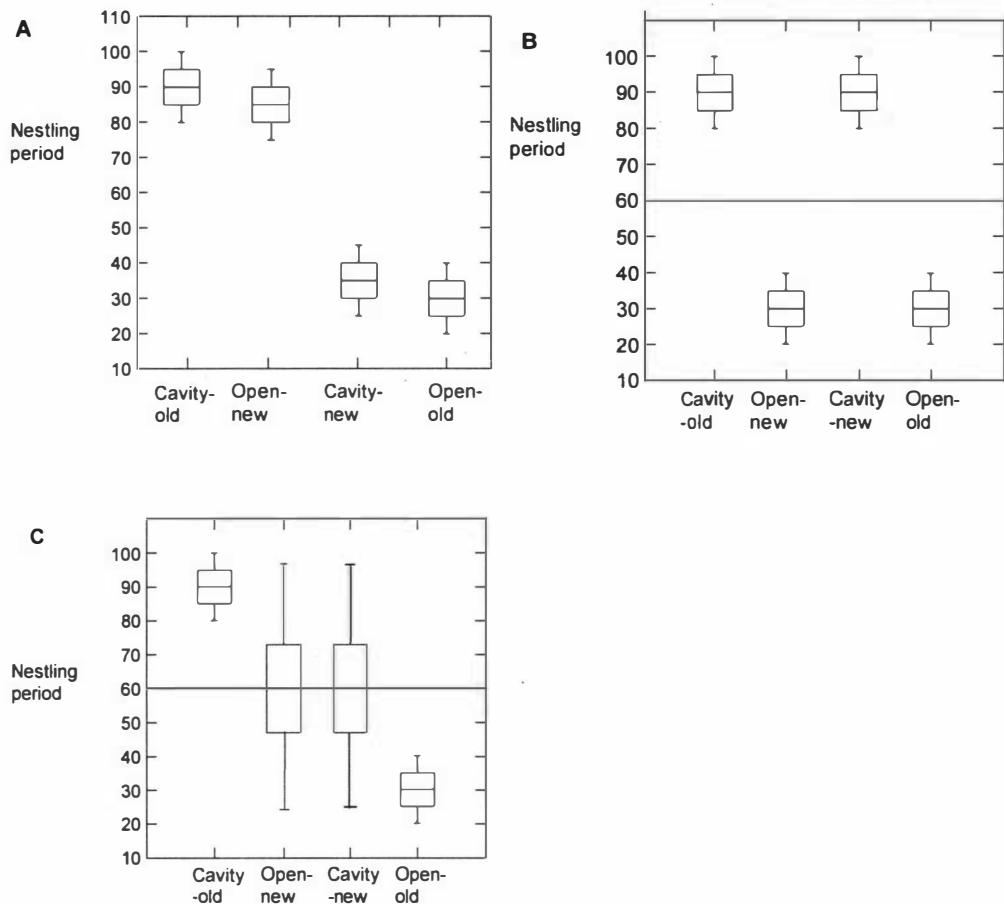 A
110
100
90
80
70
60
50
40
30
20
10
Nestling
period
Cavity-
old
Open-
new
Cavity-
new
Open-
old
B
100
90
80
70
60
50
40
30
20
10
Nestling
period
Cavity
-old
Open-
new
Cavity
-new
Open-
old
C
100
90
80
70
60
50
40
30
20
10
Nestling
period
Cavity
-old
Open-
new
Cavity
-new
Open-
old